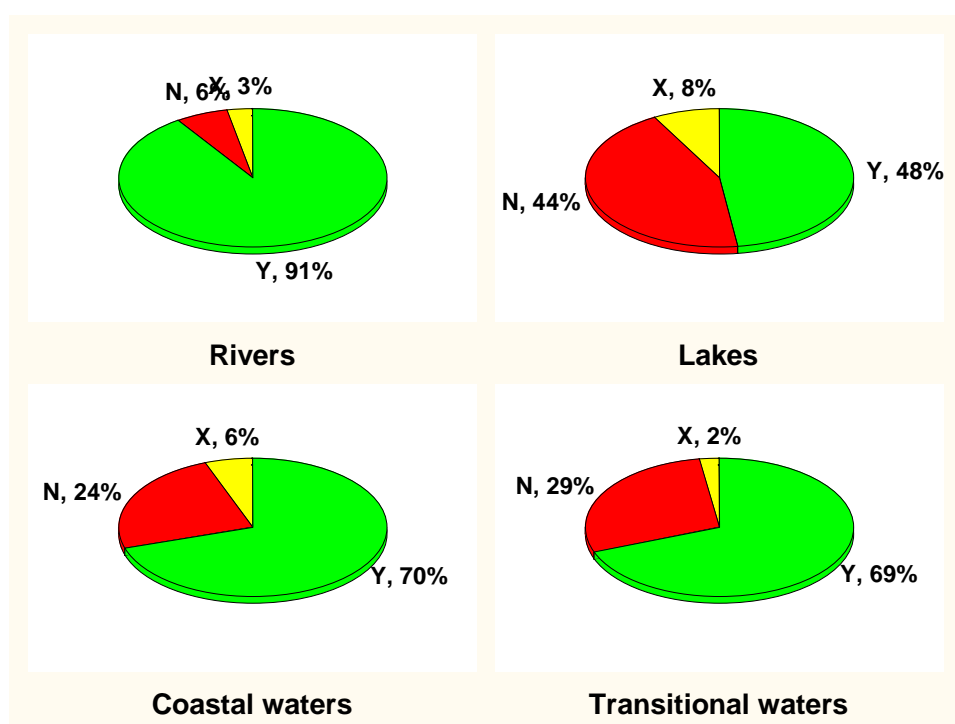 N, 6%
X, 3%
Y, 91%
Rivers
X, 8%
Y, 48%
N, 44%
Lakes
X, 6%
N, 24%
Y, 70%
Coastal waters
X, 2%
N, 29%
Y, 69%
Transitional waters